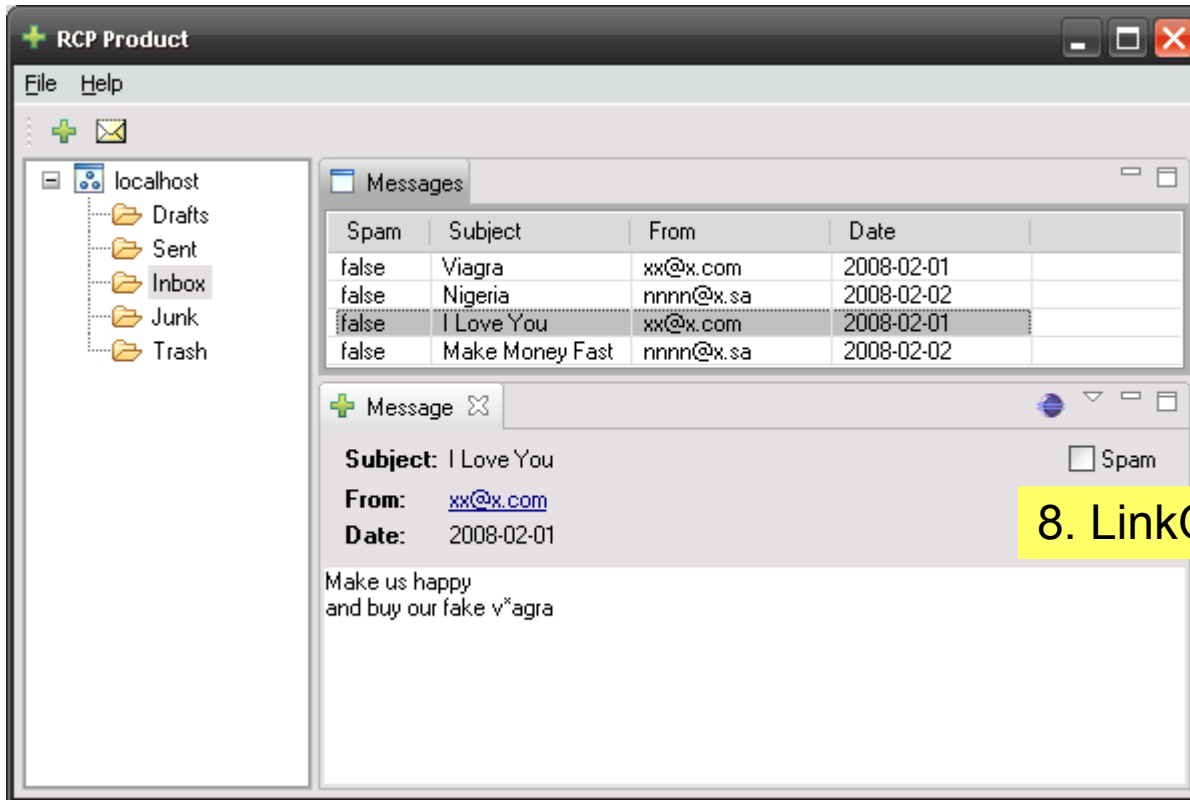 RCP Product
File Help
localhost
Drafts
Sent
Inbox
Junk
Trash
Messages
Spam Subject From Date
false Viagra xx@x.com 2008-02-01
false Nigeria nnnn@x.sa 2008-02-02
false I Love You xx@x.com 2008-02-01
false Make Money Fast nnnn@x.sa 2008-02-02
Message
Subject: I Love You Spam
From: xx@x.com
Date: 2008-02-01
8. Link
Make us happy
and buy our fake v*agra